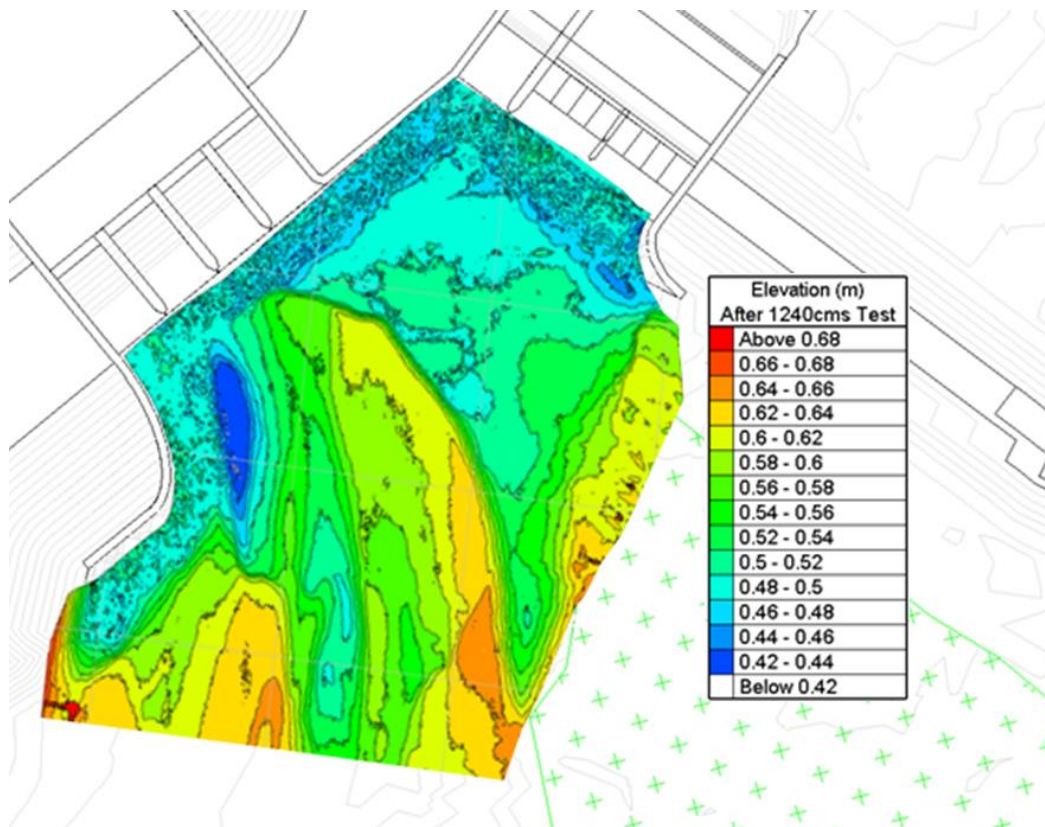 Elevation (m)
After 1240cms Test
Above 0.68
0.66 - 0.68
0.64 - 0.66
0.62 - 0.64
0.6 - 0.62
0.58 - 0.6
0.56 - 0.58
0.54 - 0.56
0.52 - 0.54
0.5 - 0.52
0.48 - 0.5
0.46 - 0.48
0.44 - 0.46
0.42 - 0.44
Below 0.42